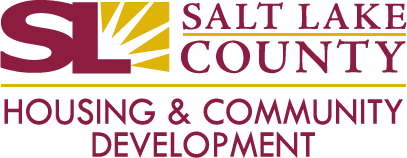 SL SALT LAKE
COUNTY
HOUSING & COMMUNITY
DEVELOPMENT